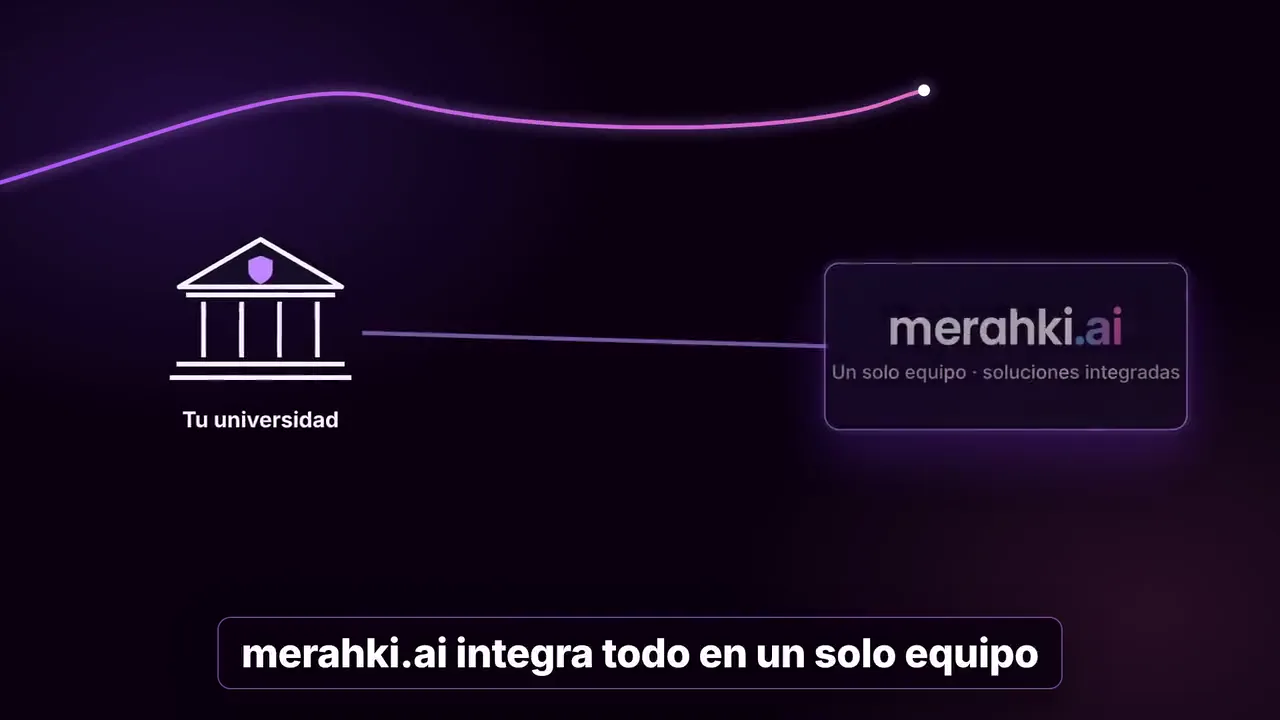 merahki.ai
Un solo equipo · soluciones integradas
Tu universidad
merahki.ai integra todo en un solo equipo